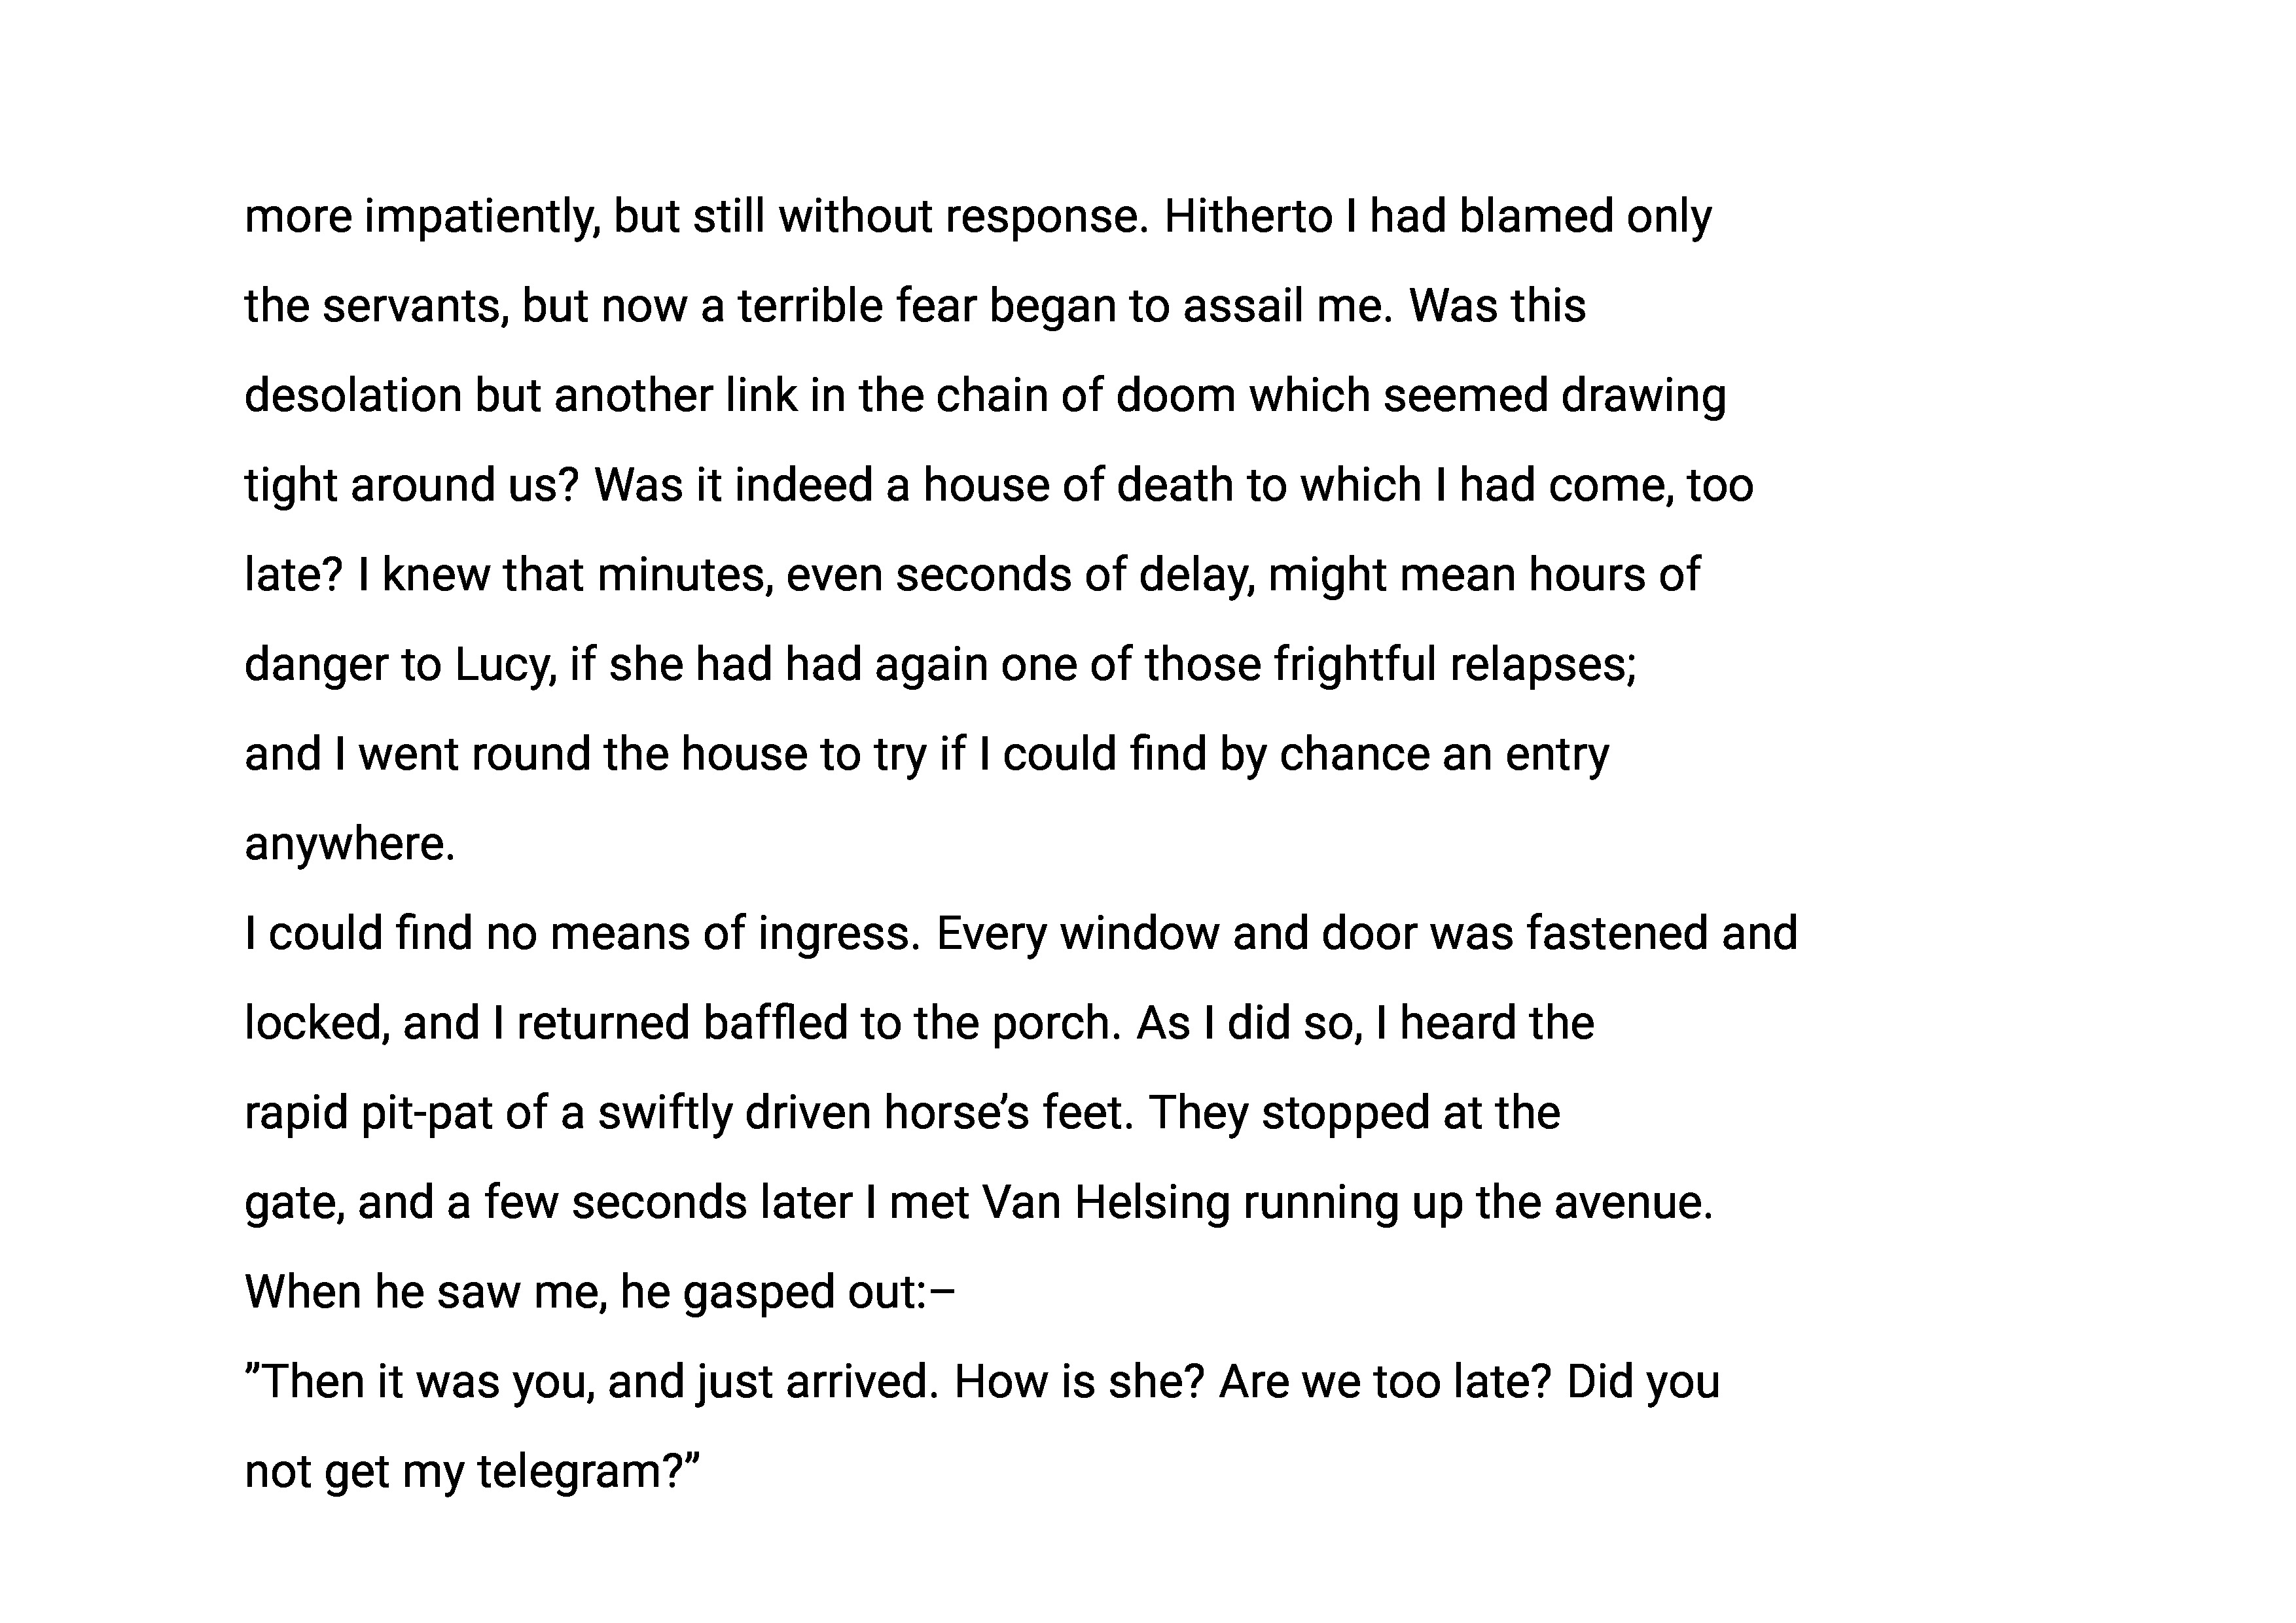 more impatiently, but still without response. Hitherto I had blamed only
the servants, but now a terrible fear began to assail me. Was this
desolation but another link in the chain of doom which seemed drawing
tight around us? Was it indeed a house of death to which I had come, too
late? I knew that minutes, even seconds of delay, might mean hours of
danger to Lucy, if she had had again one of those frightful relapses;
and I went round the house to try if I could find by chance an entry
anywhere.
I could find no means of ingress. Every window and door was fastened and
locked, and I returned baffled to the porch. As I did so, I heard the
rapid pit-pat of a swiftly driven horse’s feet. They stopped at the
gate, and a few seconds later I met Van Helsing running up the avenue.
When he saw me, he gasped out:–
”Then it was you, and just arrived. How is she? Are we too late? Did you
not get my telegram?”